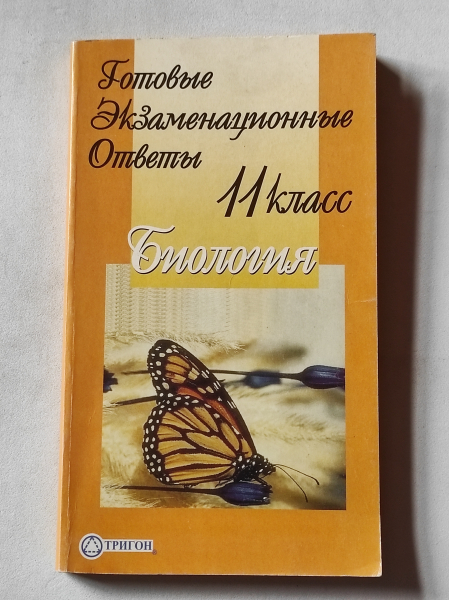 Готовые
Экзаменационные
Ответы
11 класс
Биология
ТРИГОН